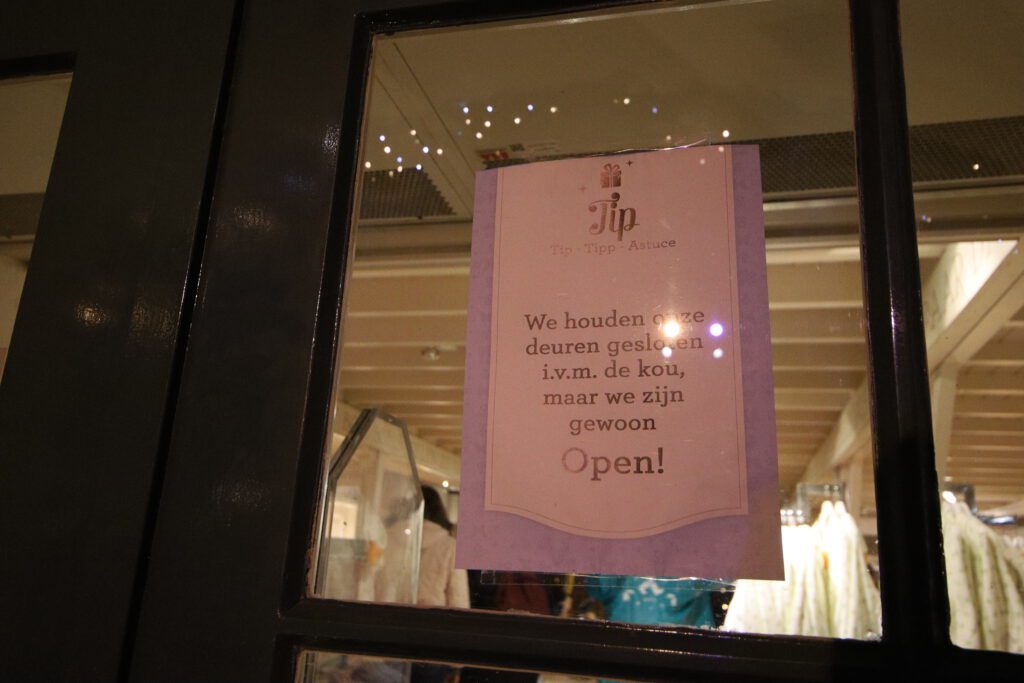 Tip
Tip - Tipp - Astuce
We houden onze
deuren gesloten
i.v.m. de kou,
maar we zijn
gewoon
Open!